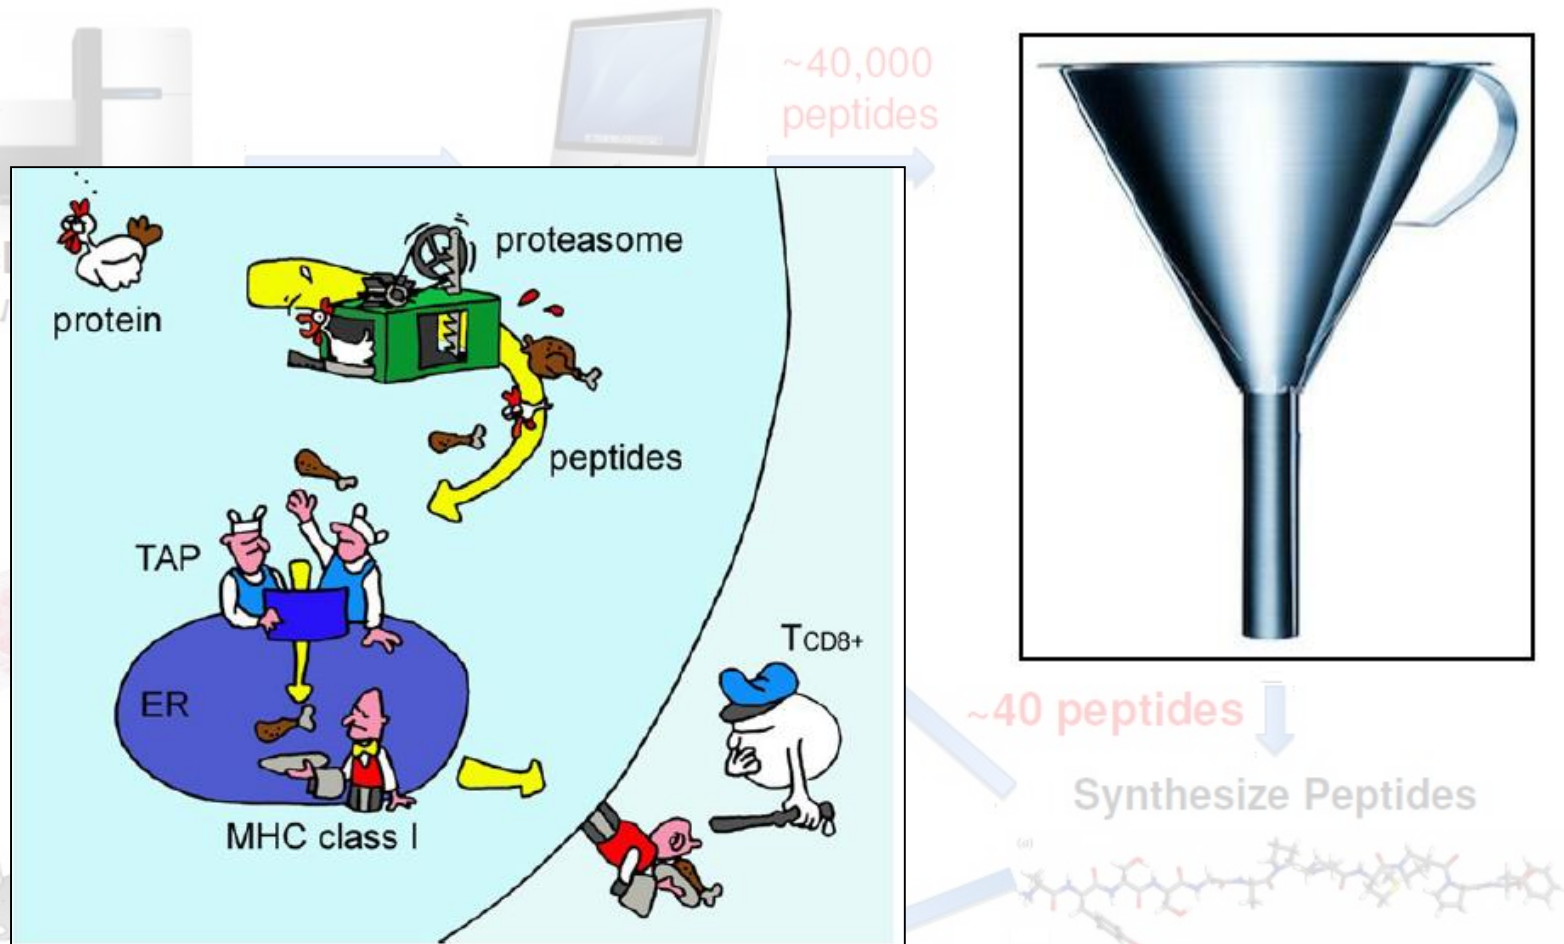 ~40,000
peptides
protein
proteasome
peptides
TAP
ER
MHC class I
TCD8+
~40 peptides
Synthesize Peptides
(a)